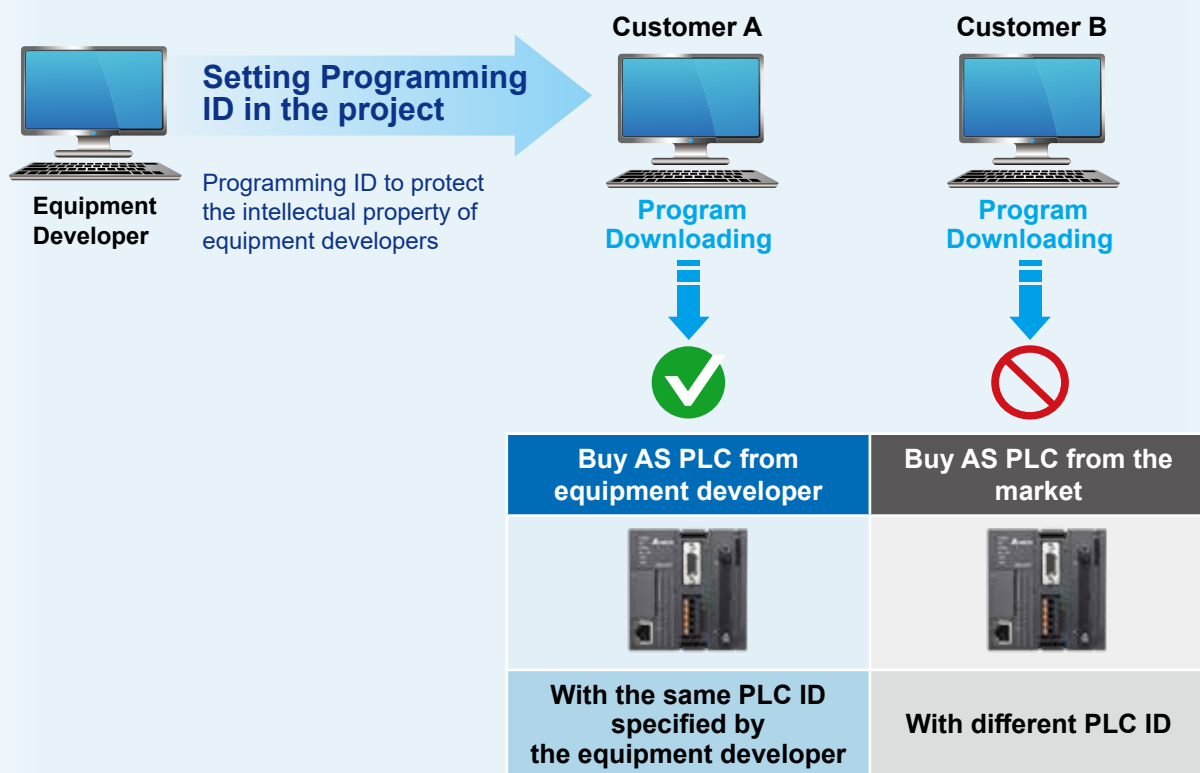 Equipment
Developer
Setting Programming
ID in the project
Programming ID to protect
the intellectual property of
equipment developers
Customer A
Program
Downloading
Customer B
Program
Downloading
Buy AS PLC from
equipment developer
Buy AS PLC from the
market
With the same PLC ID
specified by
the equipment developer
With different PLC ID